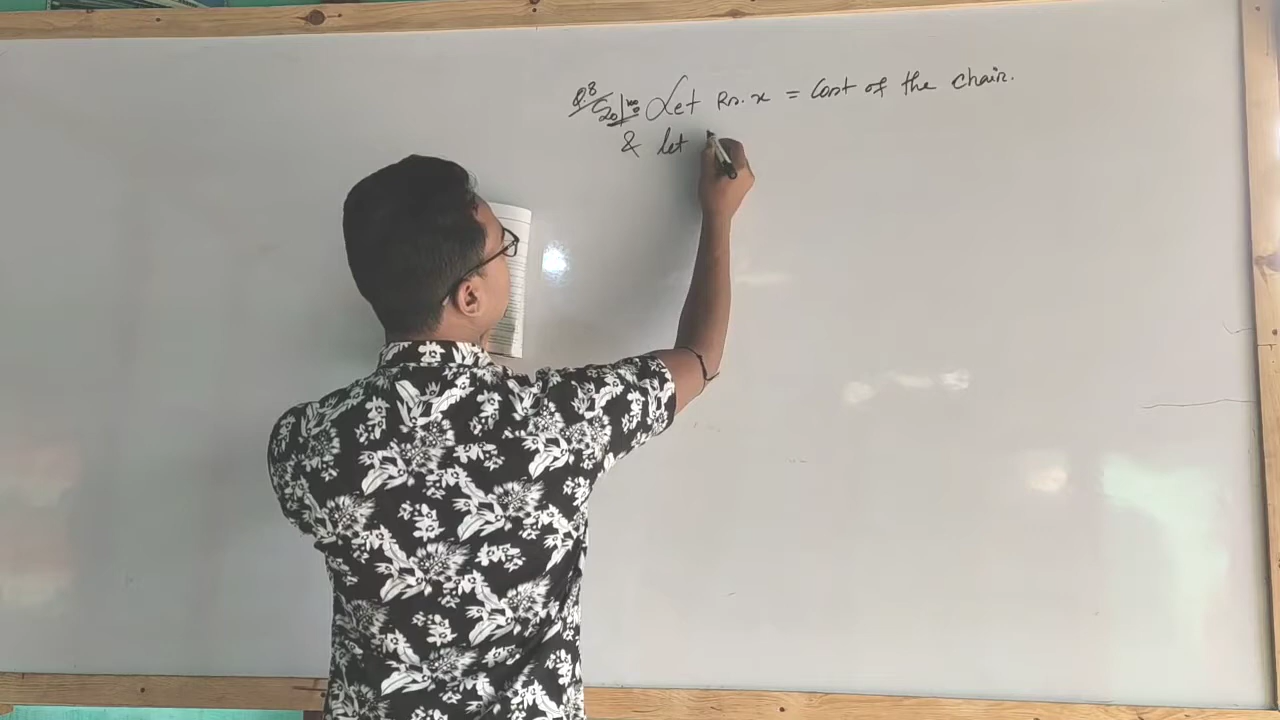 Q.8 Let Rs. x = Cost of the chair.
& let